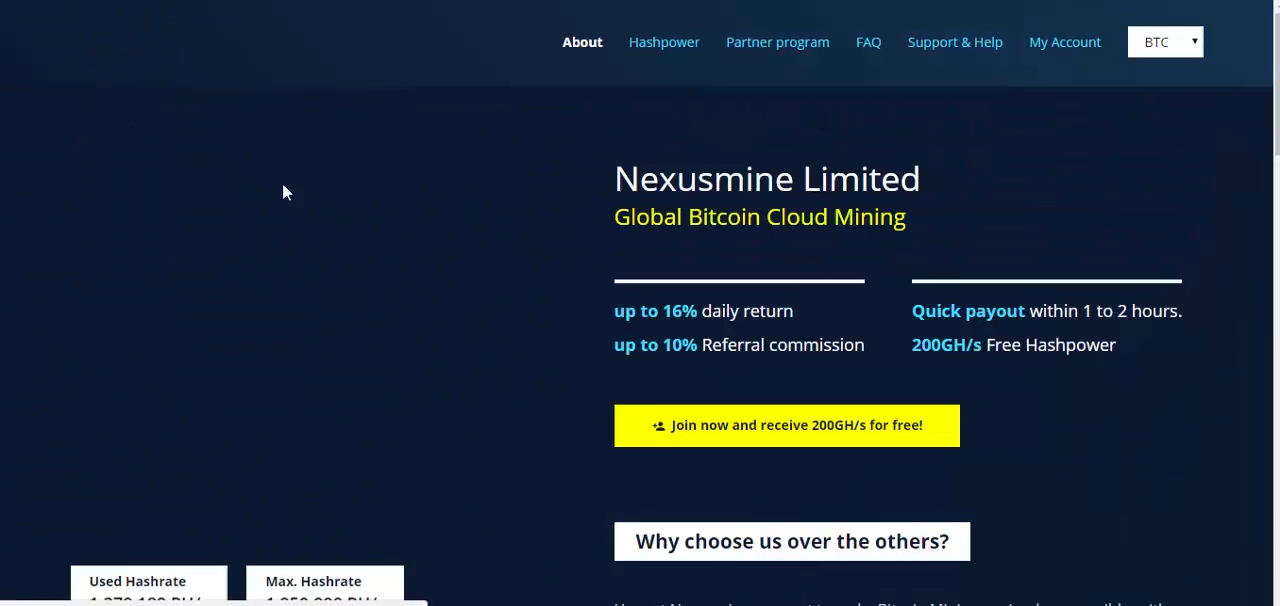 About Hashpower Partner program FAQ Support & Help My Account BTC
Nexusmine Limited
Global Bitcoin Cloud Mining
up to 16% daily return
up to 10% Referral commission
Quick payout within 1 to 2 hours.
200GH/s Free Hashpower
Join now and receive 200GH/s for free!
Why choose us over the others?
Used Hashrate
Max. Hashrate